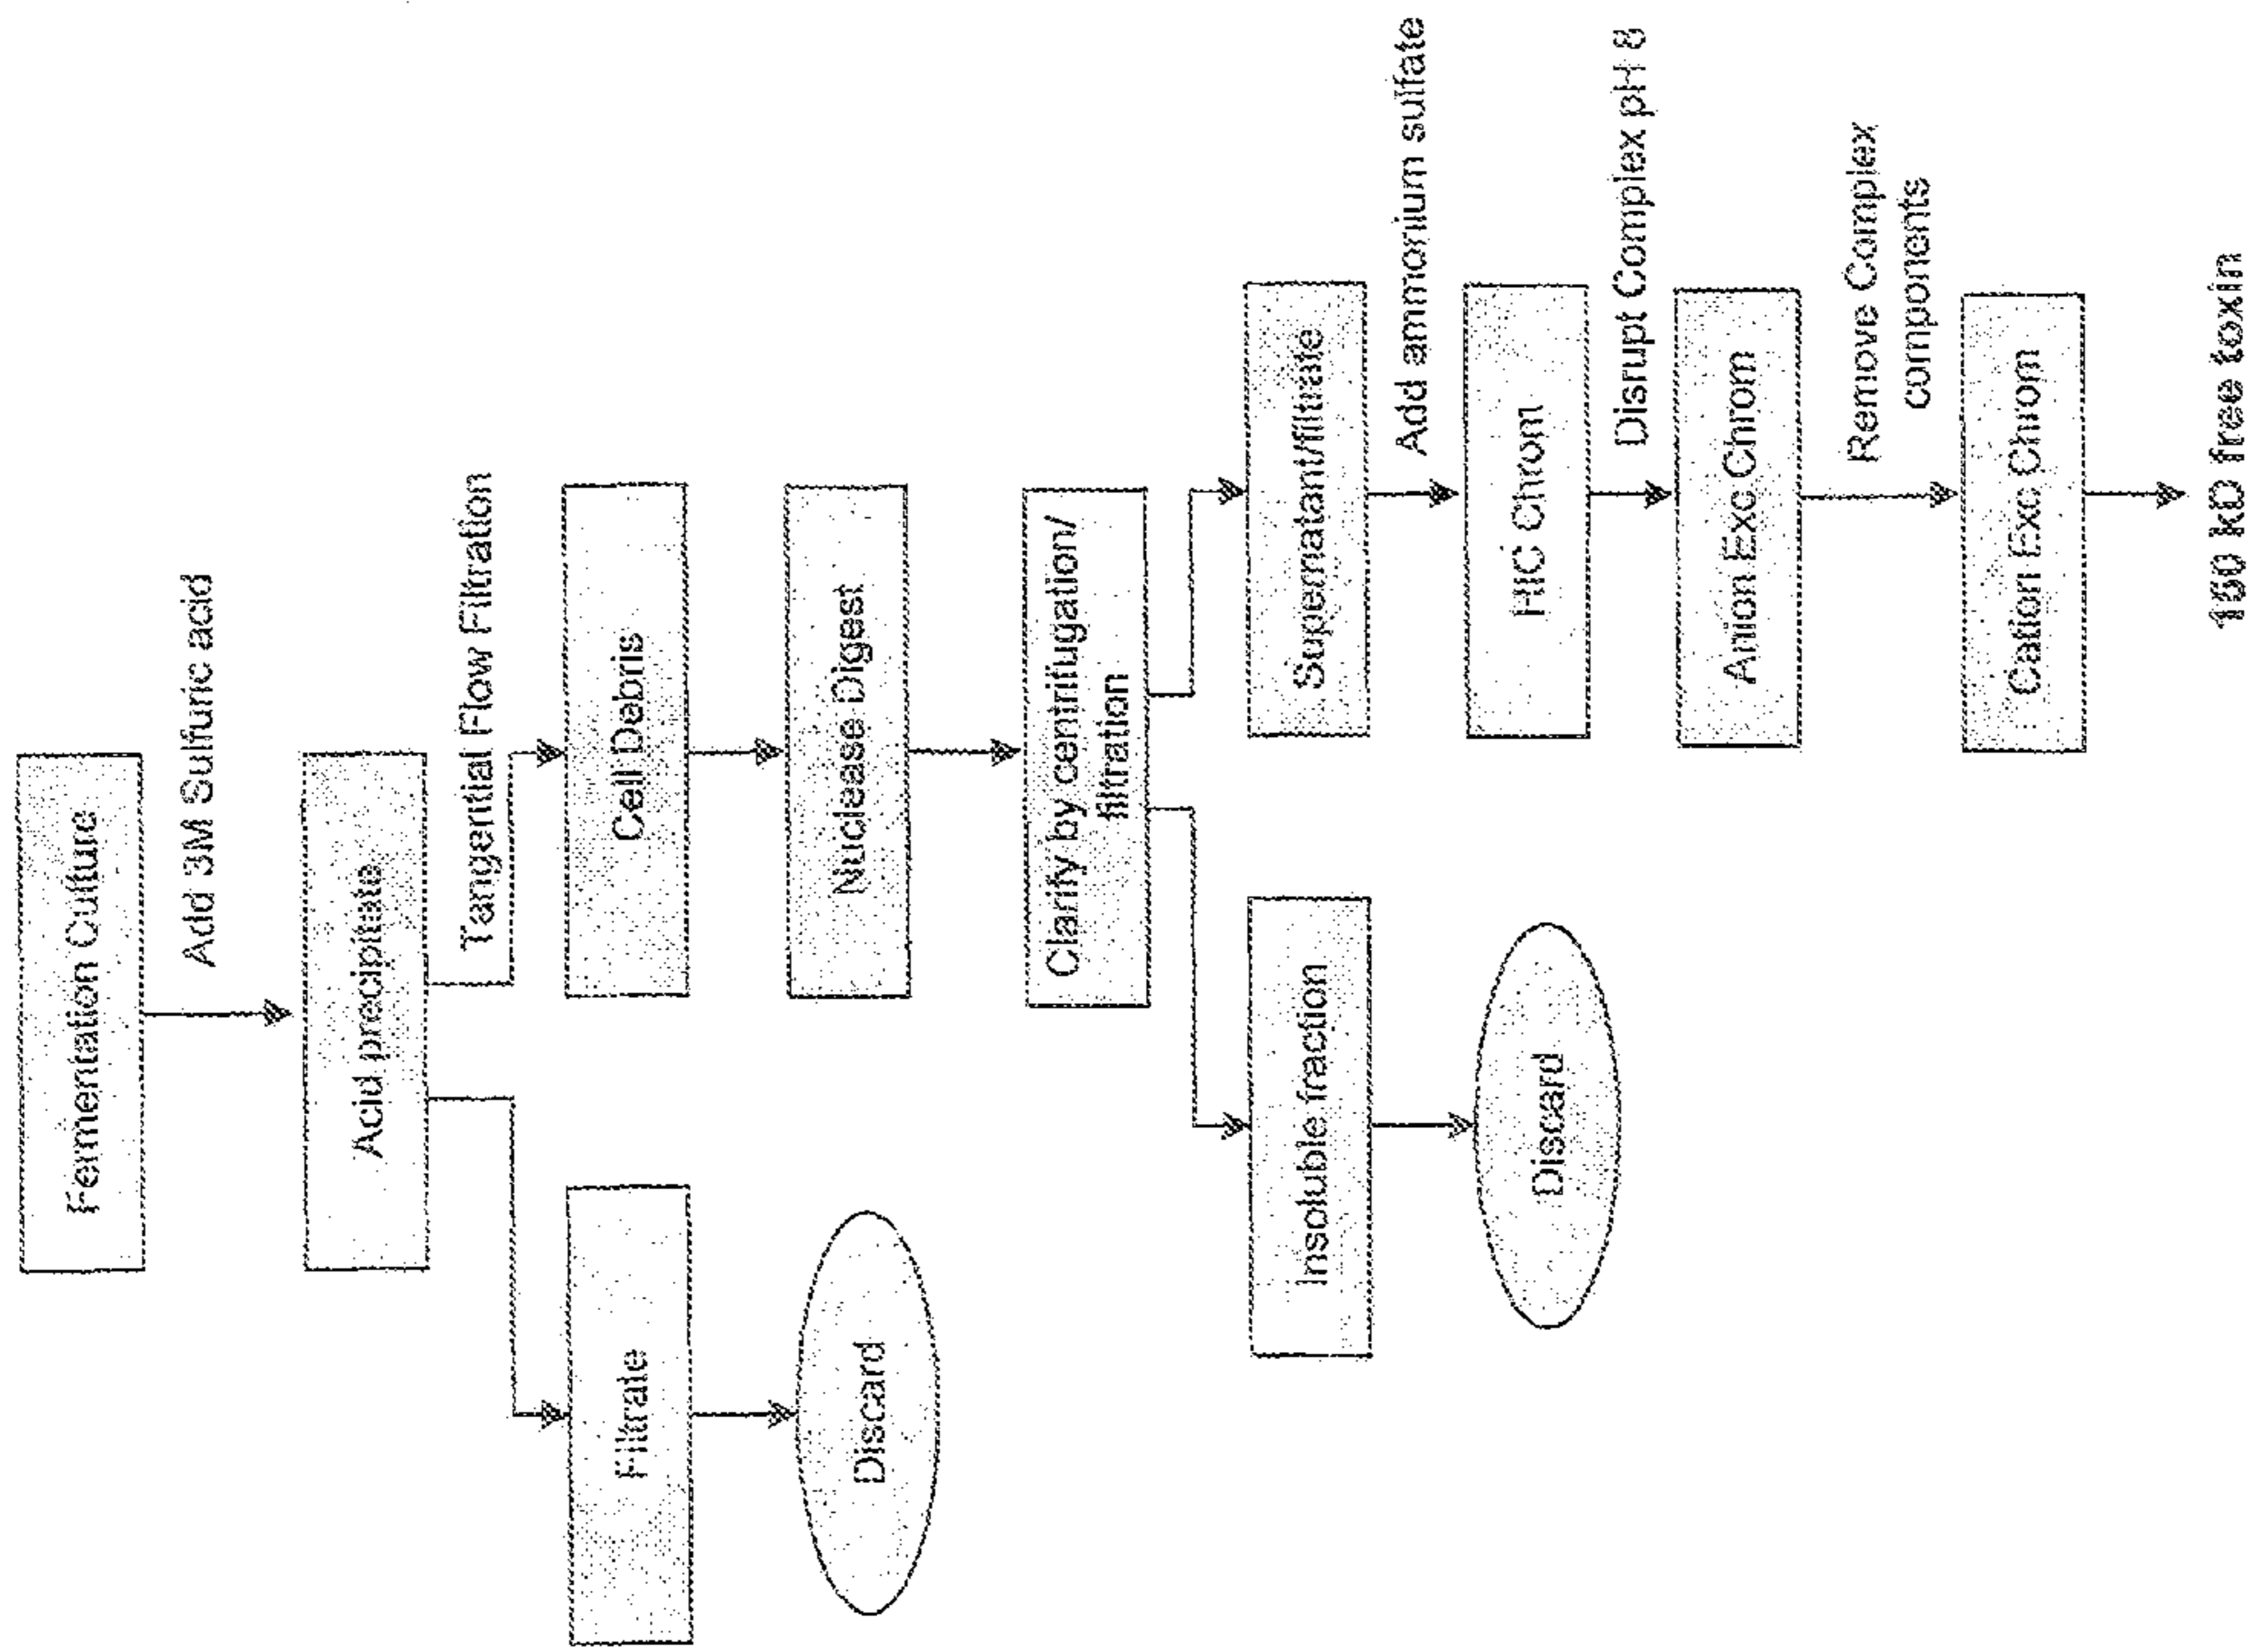 Fermentation Culture
Add 3M Sulfuric acid
Acid precipitate
Tangential Flow Filtration
Filtrate
Cell Debris
Discard
Nuclease Digest
Clarify by centrifugation/
filtration
Insoluble fraction
Supernatant/filtrate
Add ammonium sulfate
Discard
HIC Chrom
Disrupt Complex pH 8
Anion Exc Chrom
Remove Complex
components
Cation Exc Chrom
150 kD free toxin